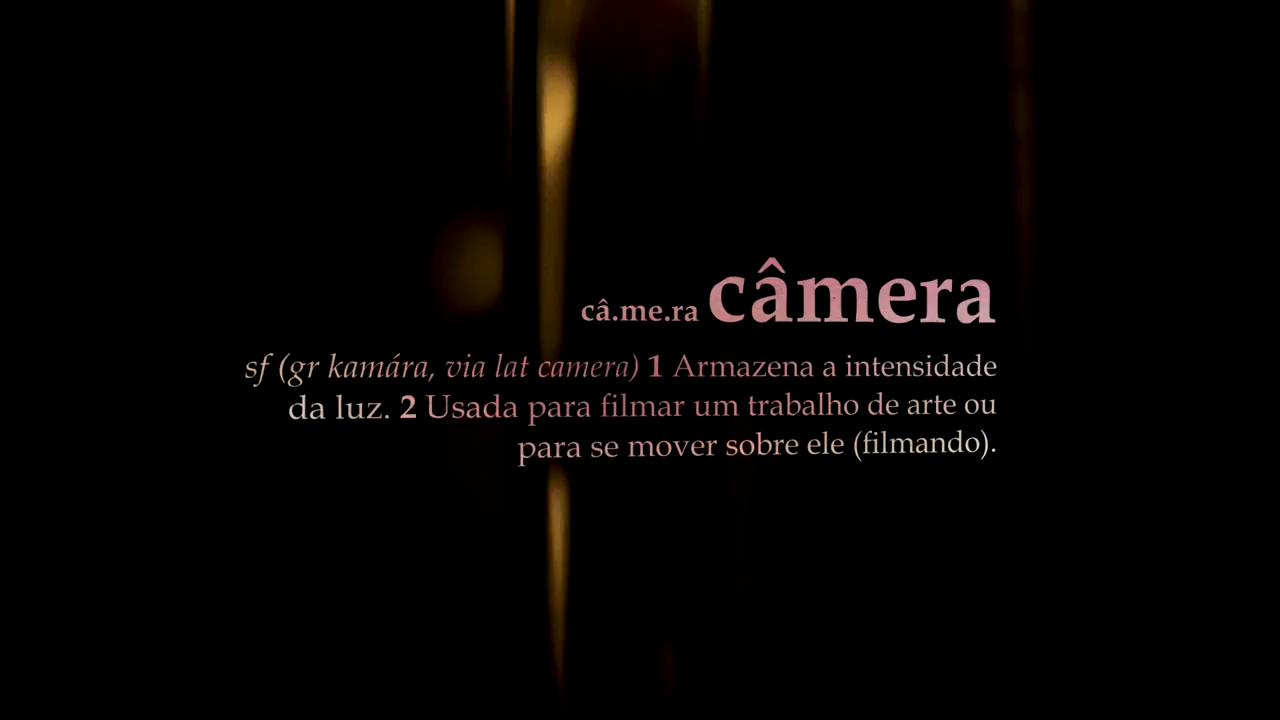 câ.me.ra câmera
sf (gr kamára, via lat camera) 1 Armazena a intensidade
da luz. 2 Usada para filmar um trabalho de arte ou
para se mover sobre ele (filmando).